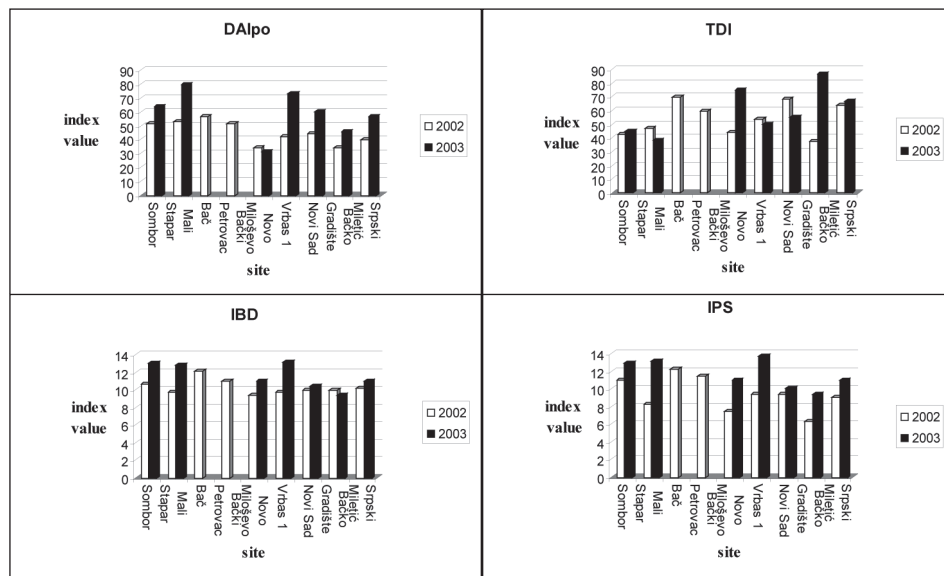 DAIpo
90
80
70
60
50
40
30
20
10
0
index
value
2002
2003
Sombor
Stapar
Mali
Bač
Petrovac
Bački
Miloševo
Novo
Vrbas 1
Novi Sad
Gradište
Bačko
Miletić
Srpski
site
TDI
90
80
70
60
50
40
30
20
10
0
index
value
2002
2003
Sombor
Stapar
Mali
Bač
Petrovac
Bački
Miloševo
Novo
Vrbas 1
Novi Sad
Gradište
Bačko
Miletić
Srpski
site
IBD
14
12
10
8
6
4
2
0
index
value
2002
2003
Sombor
Stapar
Mali
Bač
Petrovac
Bački
Miloševo
Novo
Vrbas 1
Novi Sad
Gradište
Bačko
Miletić
Srpski
site
IPS
14
12
10
8
6
4
2
0
index
value
2002
2003
Sombor
Stapar
Mali
Bač
Petrovac
Bački
Miloševo
Novo
Vrbas 1
Novi Sad
Gradište
Bačko
Miletić
Srpski
site